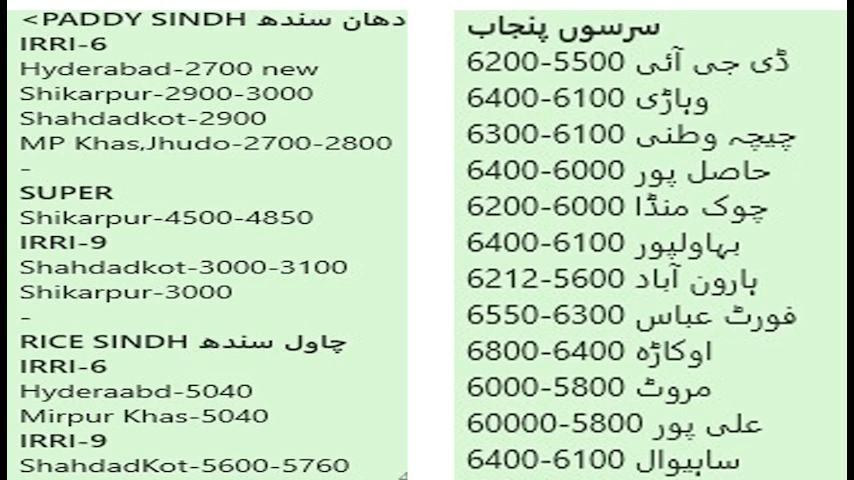 <PADDY SINDH دھان سندھ
IRRI-6
Hyderabad-2700 new
Shikarpur-2900-3000
Shahdadkot-2900
MP Khas,Jhudo-2700-2800
-
SUPER
Shikarpur-4500-4850
IRRI-9
Shahdadkot-3000-3100
Shikarpur-3000
-
RICE SINDH چاول سندھ
IRRI-6
Hyderaabd-5040
Mirpur Khas-5040
IRRI-9
ShahdadKot-5600-5760
سرسوں پنجاب
ڈی جی آئی 5500-6200
وہاڑی 6100-6400
چیچہ وطنی 6100-6300
حاصل پور 6000-6400
چوک منڈا 6000-6200
بہاولپور 6100-6400
ہارون آباد 5600-6212
فورٹ عباس 6300-6550
اوکاڑہ 6400-6800
مروٹ 5800-6000
علی پور 5800-60000
ساہیوال 6100-6400